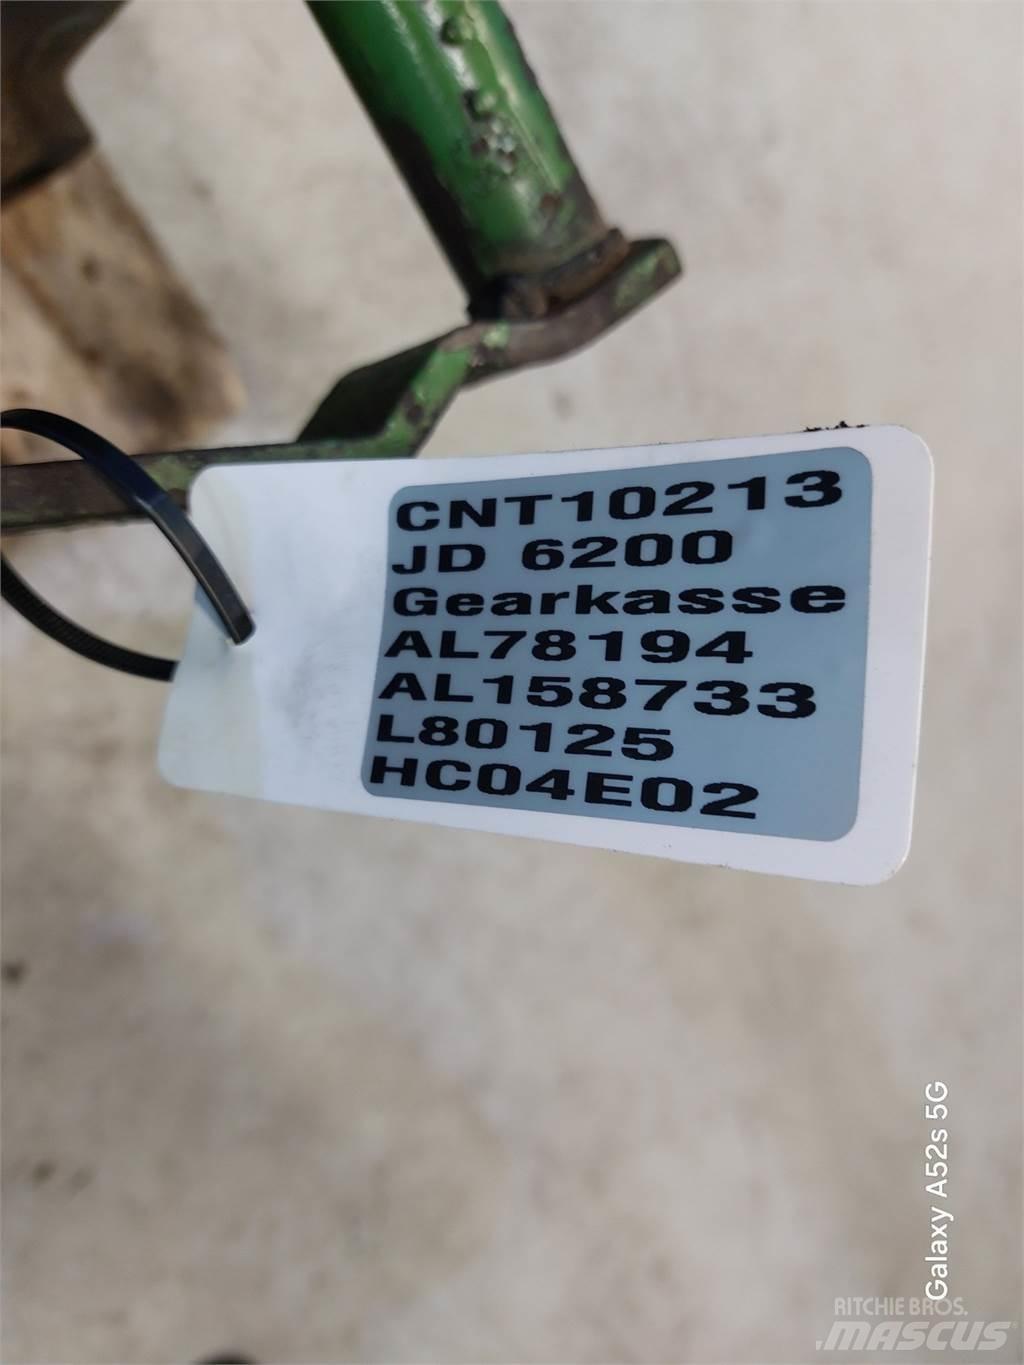 CNT10213
JD 6200
Gearkasse
AL78194
AL158733
L80125
HC04E02
Galaxy A52s 5G
RITCHIE BROS.
MASCUS